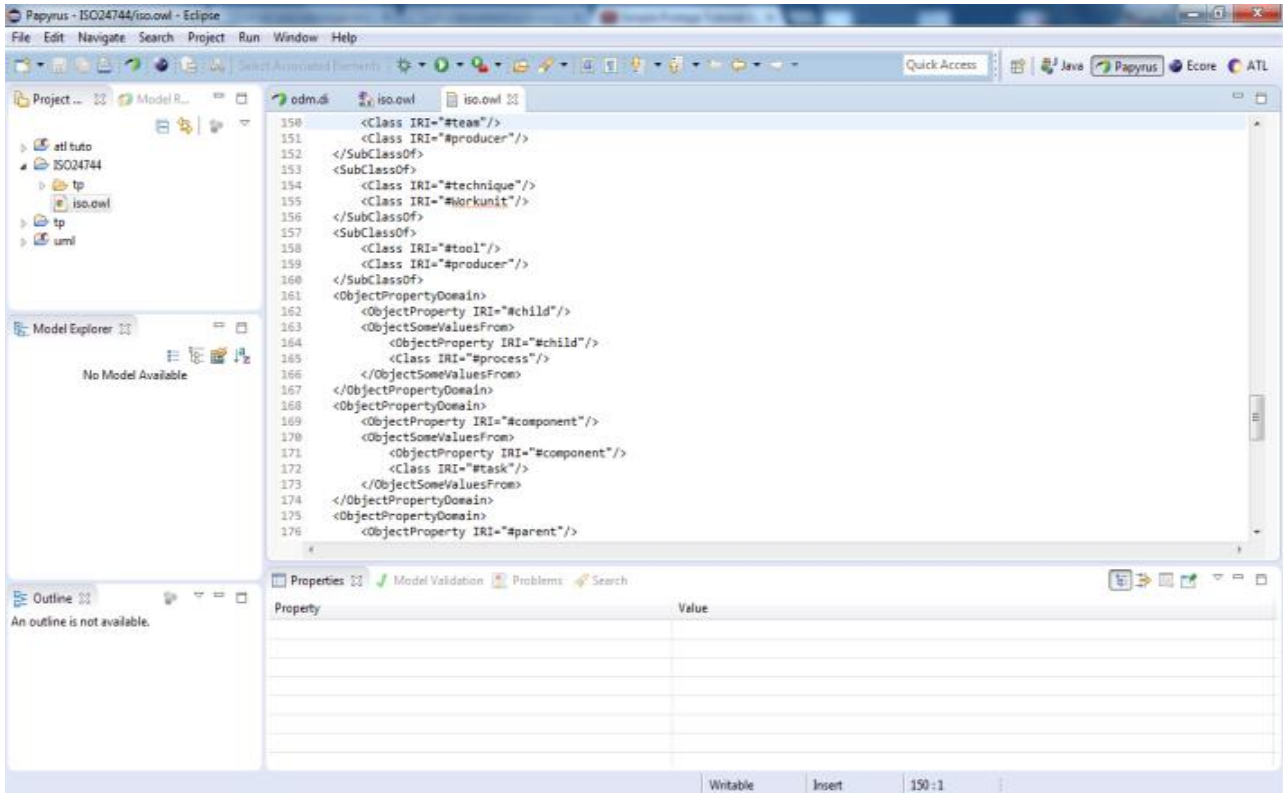 Papyrus - ISO24744/iso.owl - Eclipse
File Edit Navigate Search Project Run Window Help
Quick Access Java Papyrus Ecore ATL
Project ... Model R...
atl tuto
ISO24744
tp
iso.owl
tp
uml
Model Explorer
No Model Available
Outline
An outline is not available.
odm.di iso.owl iso.owl
150 <Class IRI="#team"/>
151 <Class IRI="#producer"/>
152 </SubClassOf>
153 <SubClassOf>
154 <Class IRI="#technique"/>
155 <Class IRI="#Workunit"/>
156 </SubClassOf>
157 <SubClassOf>
158 <Class IRI="#tool"/>
159 <Class IRI="#producer"/>
160 </SubClassOf>
161 <ObjectPropertyDomain>
162 <ObjectProperty IRI="#child"/>
163 <ObjectSomeValuesFrom>
164 <ObjectProperty IRI="#child"/>
165 <Class IRI="#process"/>
166 </ObjectSomeValuesFrom>
167 </ObjectPropertyDomain>
168 <ObjectPropertyDomain>
169 <ObjectProperty IRI="#component"/>
170 <ObjectSomeValuesFrom>
171 <ObjectProperty IRI="#component"/>
172 <Class IRI="#task"/>
173 </ObjectSomeValuesFrom>
174 </ObjectPropertyDomain>
175 <ObjectPropertyDomain>
176 <ObjectProperty IRI="#parent"/>
Properties Model Validation Problems Search
Property Value
Writable Insert 150 : 1